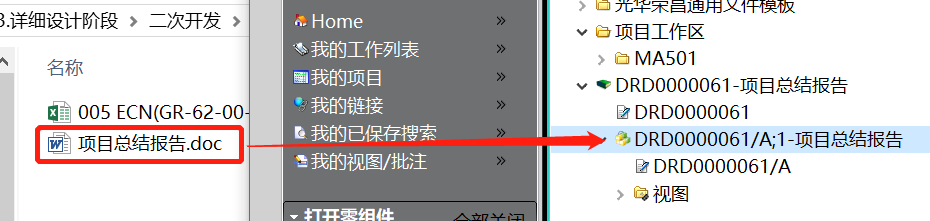 3.详细设计阶段 > 二次开发 >
名称
005 ECN(GR-62-00-
项目总结报告.doc
Home
我的工作列表
我的项目
我的链接
我的已保存搜索
我的视图/批注
打开零组件
全部关闭
光华荣昌通用文件模板
项目工作区
MA501
DRD0000061-项目总结报告
DRD0000061
DRD0000061/A;1-项目总结报告
DRD0000061/A
视图